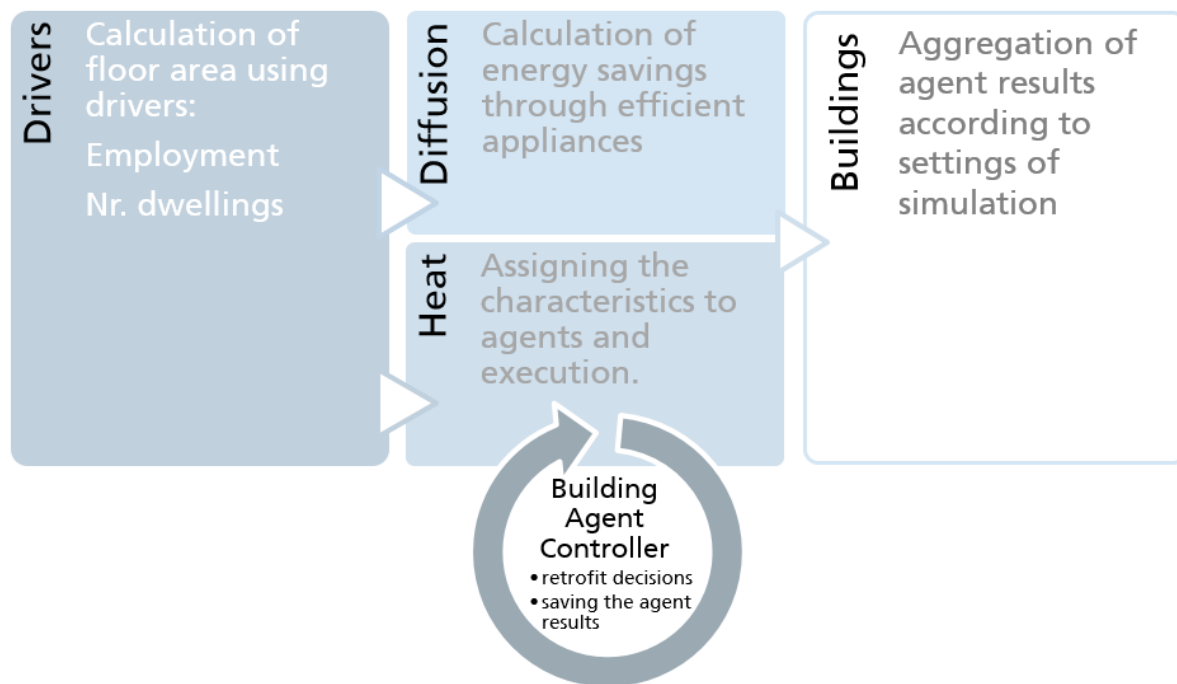 Drivers
Calculation of
floor area using
drivers:
Employment
Nr. dwellings
Diffusion
Calculation of
energy savings
through efficient
appliances
Heat
Assigning the
characteristics to
agents and
execution.
Building
Agent
Controller
• retrofit decisions
• saving the agent
results
Buildings
Aggregation of
agent results
according to
settings of
simulation